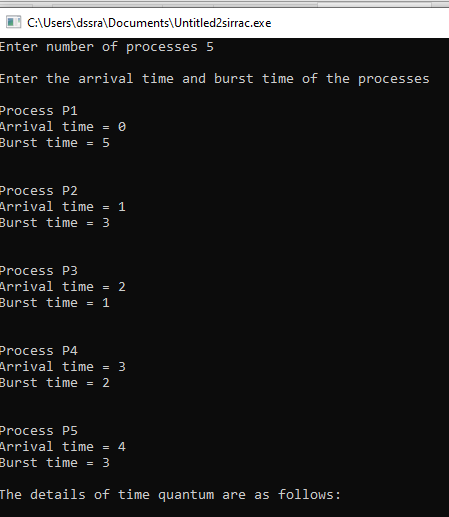 C:\Users\dssra\Documents\Untitled2sirrac.exe
Enter number of processes 5
Enter the arrival time and burst time of the processes
Process P1
Arrival time = 0
Burst time = 5
Process P2
Arrival time = 1
Burst time = 3
Process P3
Arrival time = 2
Burst time = 1
Process P4
Arrival time = 3
Burst time = 2
Process P5
Arrival time = 4
Burst time = 3
The details of time quantum are as follows: